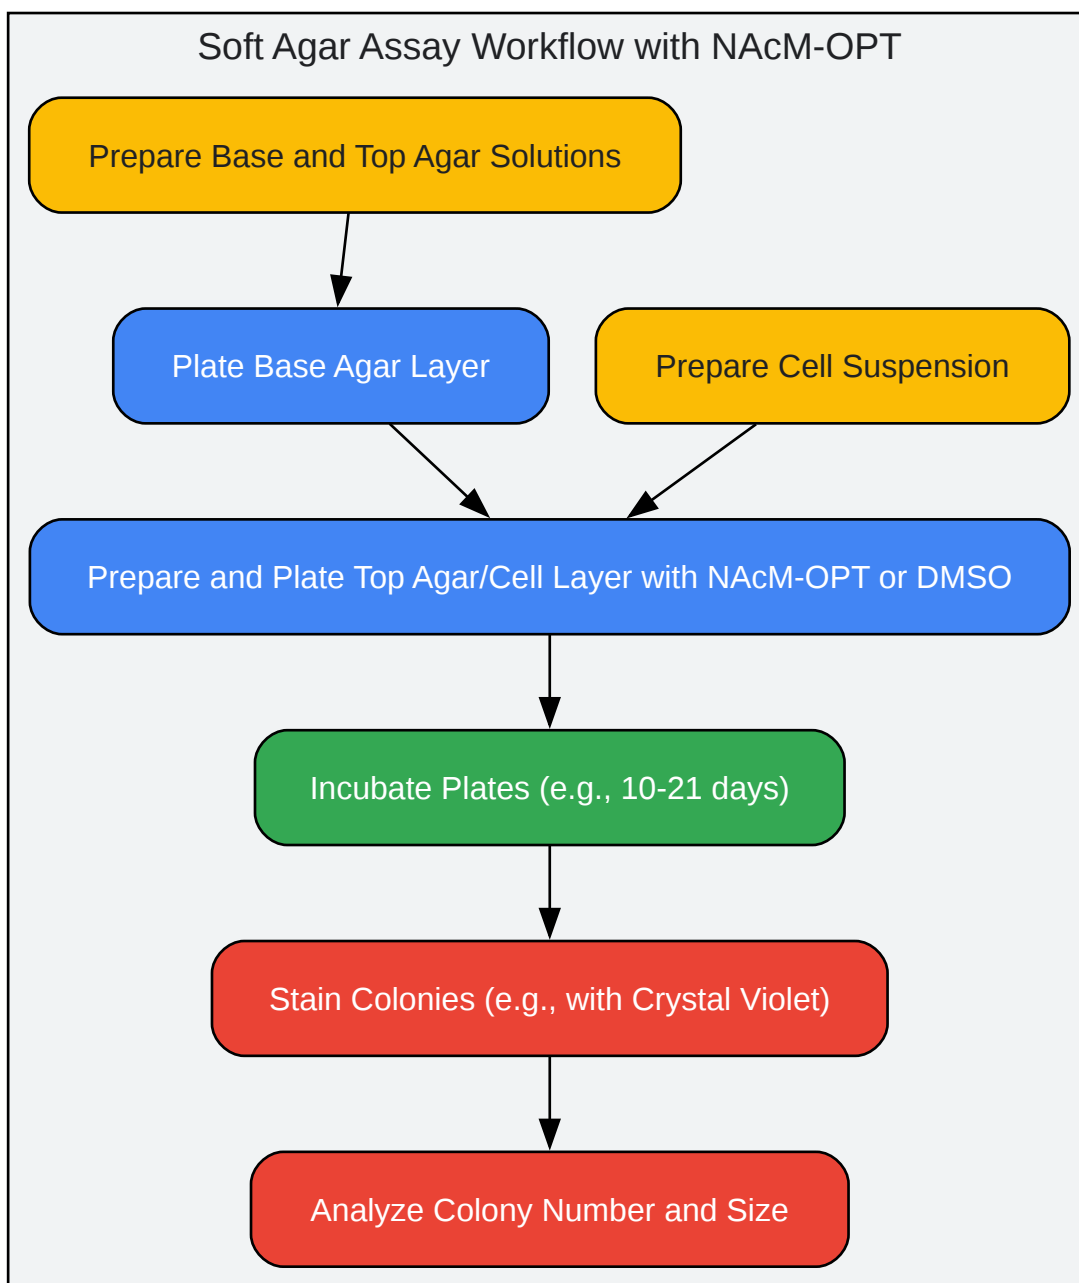 Soft Agar Assay Workflow with NAcM-OPT
Prepare Base and Top Agar Solutions
Plate Base Agar Layer
Prepare Cell Suspension
Prepare and Plate Top Agar/Cell Layer with NAcM-OPT or DMSO
Incubate Plates (e.g., 10-21 days)
Stain Colonies (e.g., with Crystal Violet)
Analyze Colony Number and Size